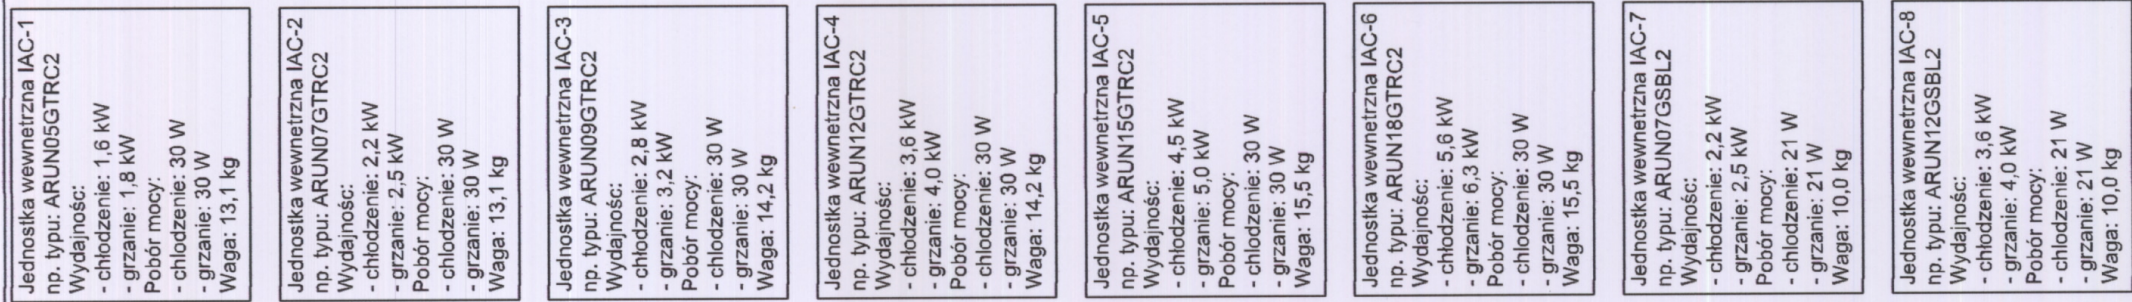 Jednostka wewnetrzna IAC-1
np. typu: ARUN05GTRC2
Wydajność:
- chłodzenie: 1,6 kW
- grzanie: 1,8 kW
Pobór mocy:
- chlodzenie: 30 W
- grzanie: 30 W
Waga: 13,1 kg
Jednostka wewnetrzna IAC-2
np. typu: ARUN07GTRC2
Wydajność:
- chłodzenie: 2,2 kW
- grzanie: 2,5 kW
Pobór mocy:
- chlodzenie: 30 W
- grzanie: 30 W
Waga: 13,1 kg
Jednostka wewnetrzna IAC-3
np. typu: ARUN09GTRC2
Wydajność:
- chłodzenie: 2,8 kW
- grzanie: 3,2 kW
Pobór mocy:
- chlodzenie: 30 W
- grzanie: 30 W
Waga: 14,2 kg
Jednostka wewnetrzna IAC-4
np. typu: ARUN12GTRC2
Wydajność:
- chłodzenie: 3,6 kW
- grzanie: 4,0 kW
Pobór mocy:
- chlodzenie: 30 W
- grzanie: 30 W
Waga: 14,2 kg
Jednostka wewnetrzna IAC-5
np. typu: ARUN15GTRC2
Wydajność:
- chłodzenie: 4,5 kW
- grzanie: 5,0 kW
Pobór mocy:
- chlodzenie: 30 W
- grzanie: 30 W
Waga: 15,5 kg
Jednostka wewnetrzna IAC-6
np. typu: ARUN18GTRC2
Wydajność:
- chłodzenie: 5,6 kW
- grzanie: 6,3 kW
Pobór mocy:
- chlodzenie: 30 W
- grzanie: 30 W
Waga: 15,5 kg
Jednostka wewnetrzna IAC-7
np. typu: ARUN07GSBL2
Wydajność:
- chłodzenie: 2,2 kW
- grzanie: 2,5 kW
Pobór mocy:
- chlodzenie: 21 W
- grzanie: 21 W
Waga: 10,0 kg
Jednostka wewnetrzna IAC-8
np. typu: ARUN12GSBL2
Wydajność:
- chłodzenie: 3,6 kW
- grzanie: 4,0 kW
Pobór mocy:
- chlodzenie: 21 W
- grzanie: 21 W
Waga: 10,0 kg